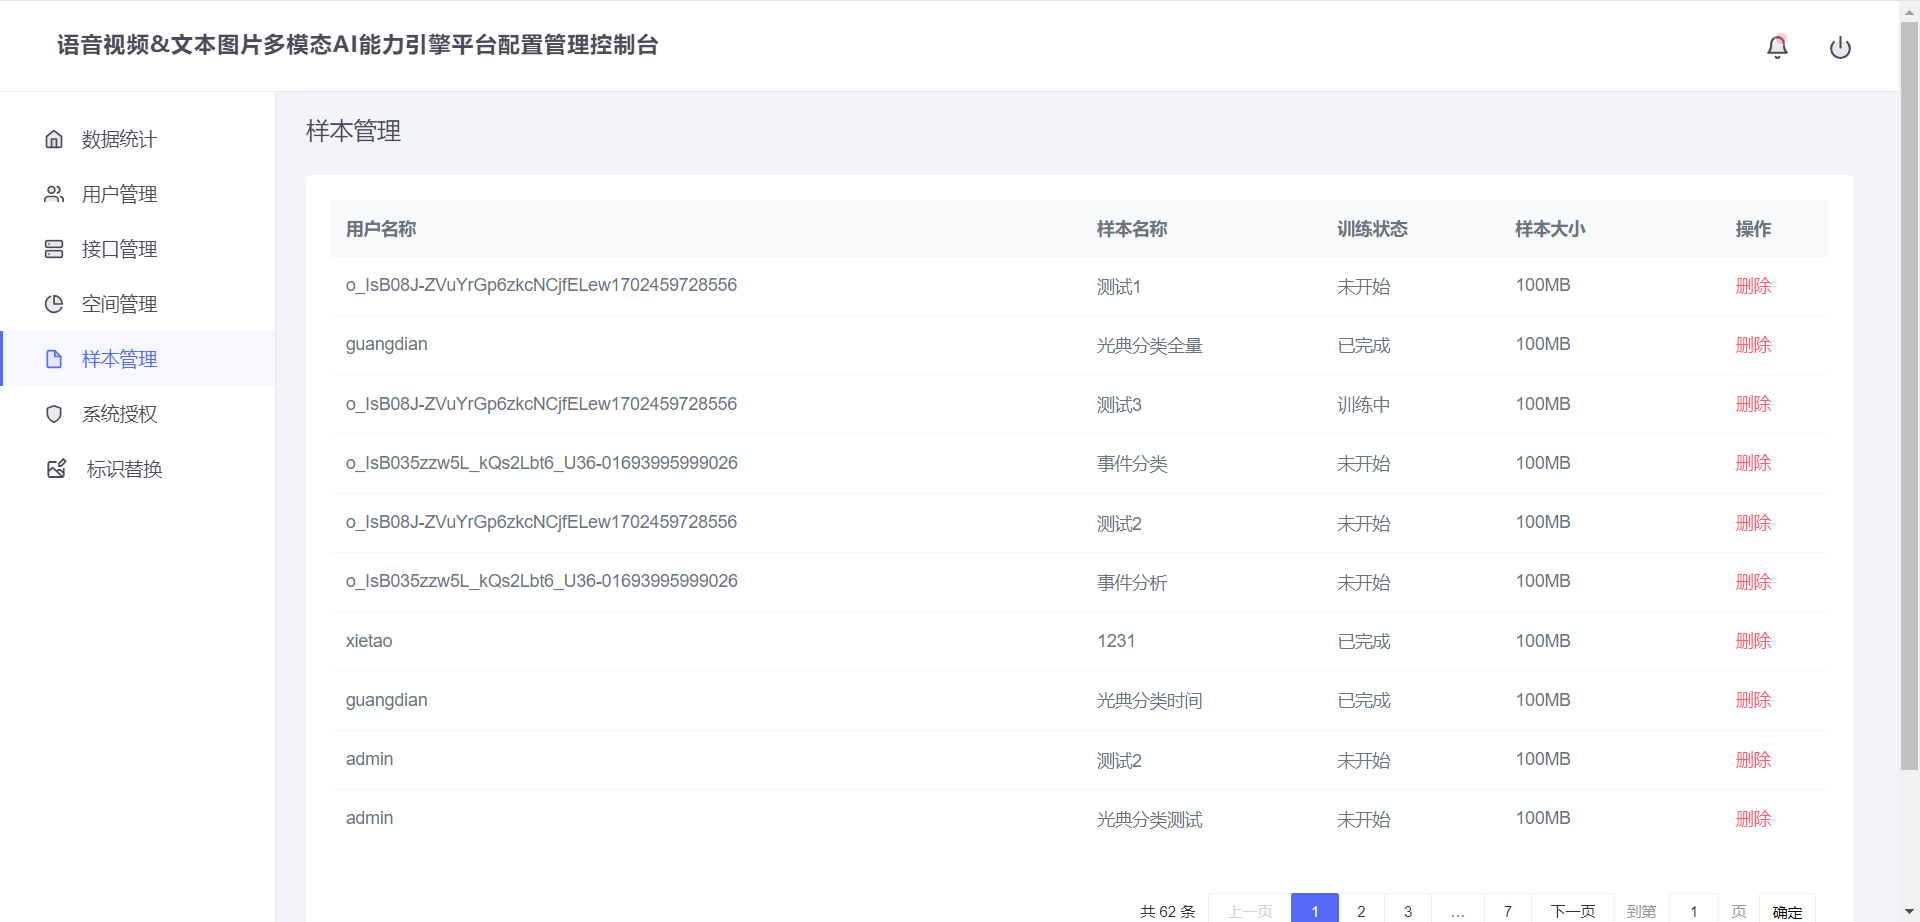 语音视频&文本图片多模态AI能力引擎平台配置管理控制台
数据统计
用户管理
接口管理
空间管理
样本管理
系统授权
标识替换
样本管理
用户名称 样本名称 训练状态 样本大小 操作
o_IsB08J-ZVuYrGp6zkcNCjfELew1702459728556 测试1 未开始 100MB 删除
guangdian 光典分类全量 已完成 100MB 删除
o_IsB08J-ZVuYrGp6zkcNCjfELew1702459728556 测试3 训练中 100MB 删除
o_IsB035zzw5L_kQs2Lbt6_U36-01693995999026 事件分类 未开始 100MB 删除
o_IsB08J-ZVuYrGp6zkcNCjfELew1702459728556 测试2 未开始 100MB 删除
o_IsB035zzw5L_kQs2Lbt6_U36-01693995999026 事件分析 未开始 100MB 删除
xietao 1231 已完成 100MB 删除
guangdian 光典分类时间 已完成 100MB 删除
admin 测试2 未开始 100MB 删除
admin 光典分类测试 未开始 100MB 删除
共 62 条 上一页 1 2 3 … 7 下一页 到第 1 页 确定